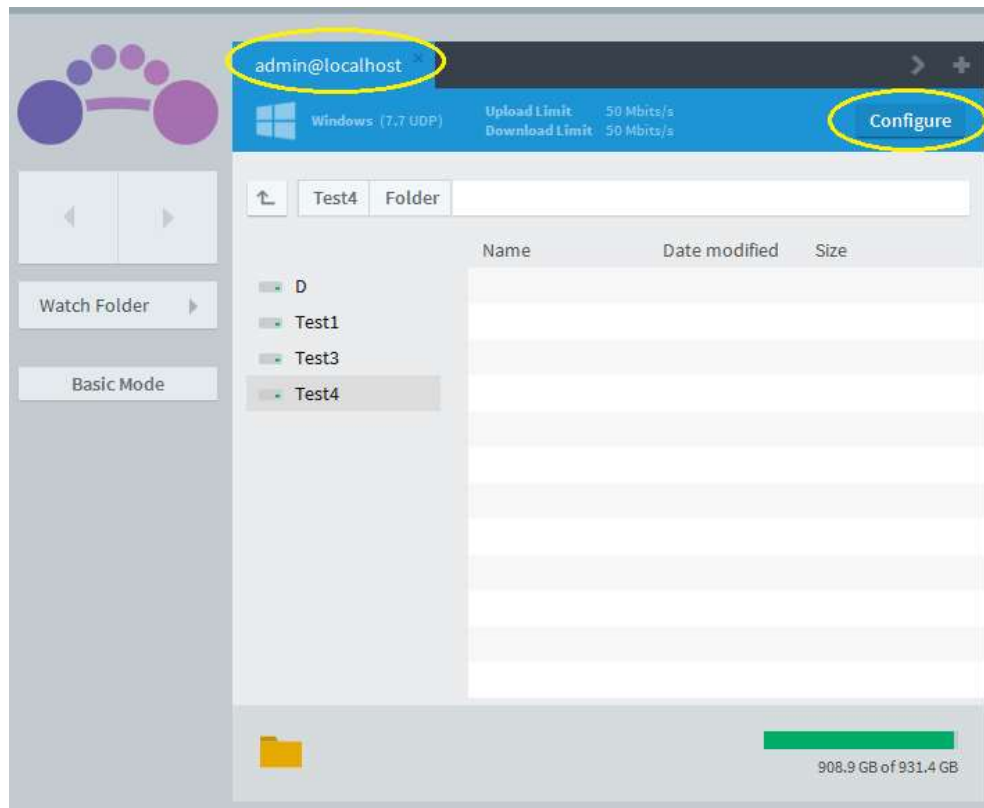 admin@localhost
Windows (7.7 UDP)
Upload Limit 50 Mbits/s
Download Limit 50 Mbits/s
Configure
Test4 Folder
Name Date modified Size
Watch Folder
Basic Mode
D
Test1
Test3
Test4
908.9 GB of 931.4 GB